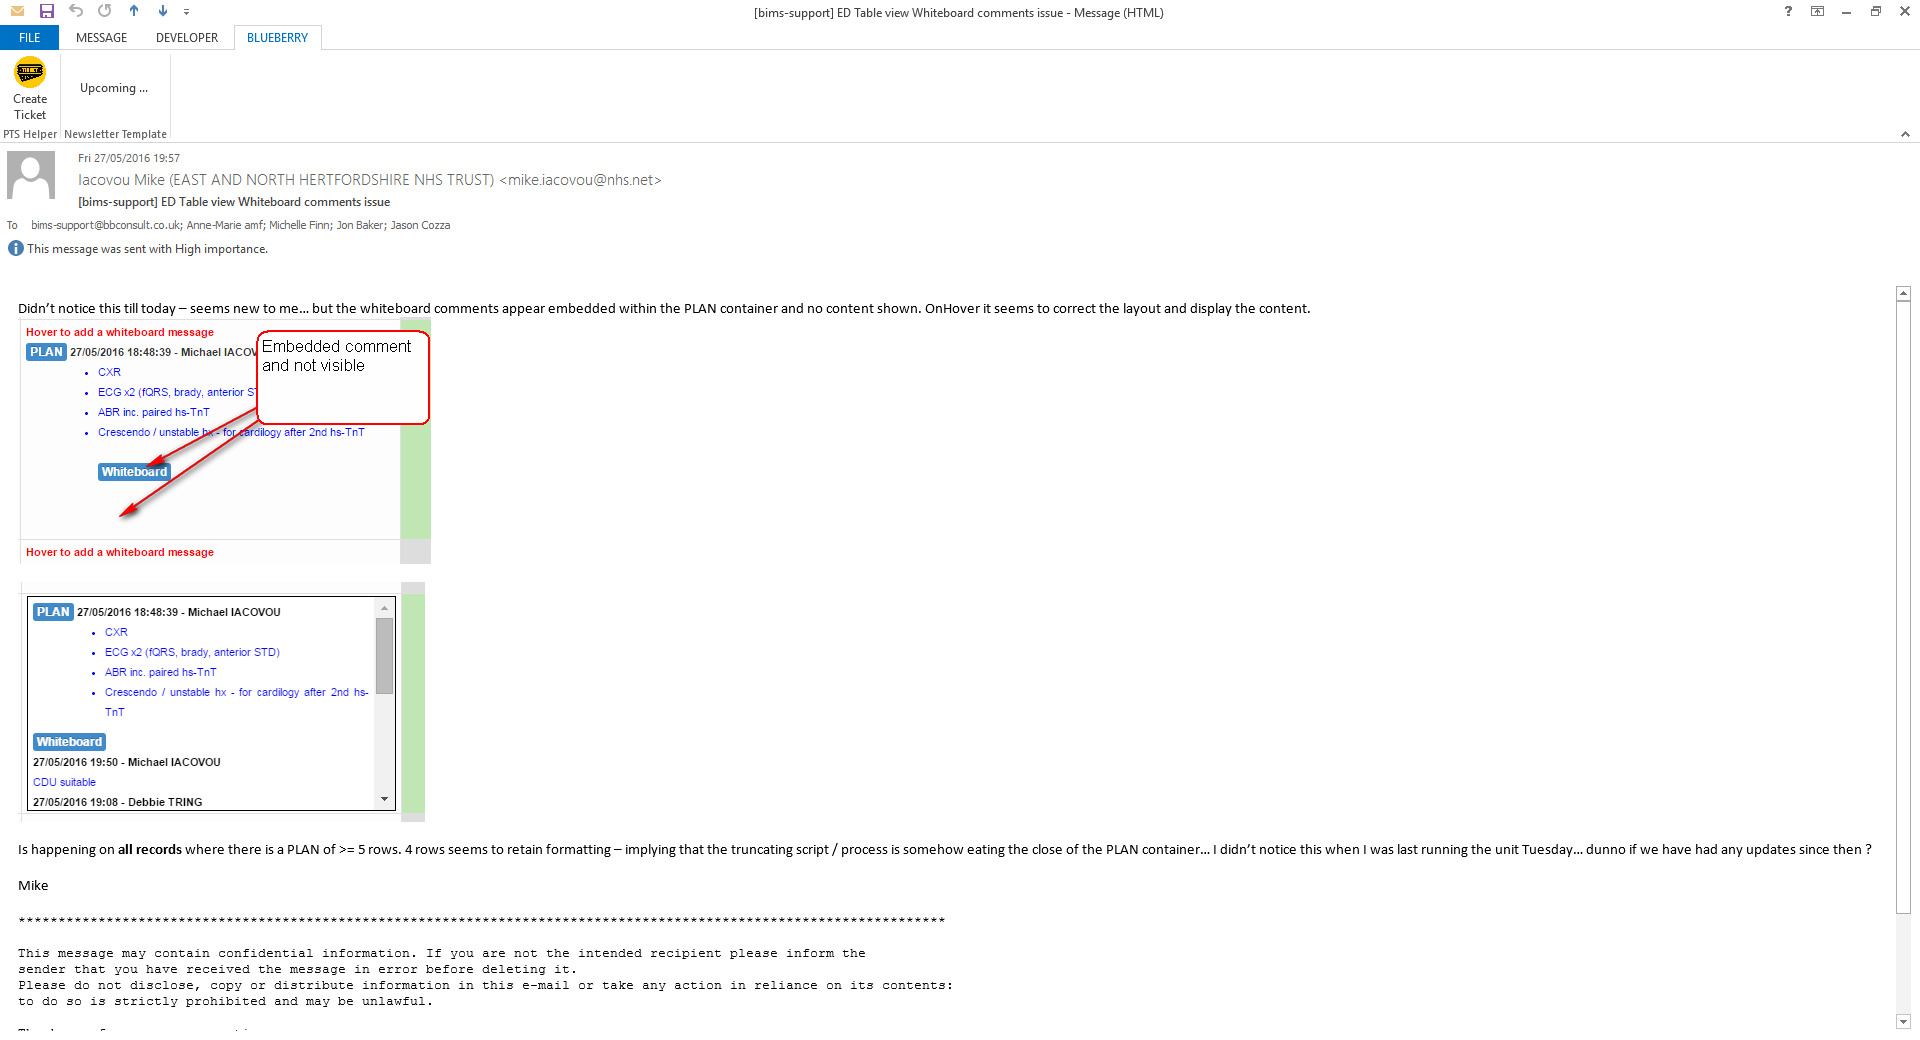 [bims-support] ED Table view Whiteboard comments issue - Message (HTML)
FILE MESSAGE DEVELOPER BLUEBERRY
Create
Ticket
Upcoming ...
PTS Helper Newsletter Template
Fri 27/05/2016 19:57
Iacovou Mike (EAST AND NORTH HERTFORDSHIRE NHS TRUST) <mike.iacovou@nhs.net>
[bims-support] ED Table view Whiteboard comments issue
To bims-support@bbconsult.co.uk; Anne-Marie amf; Michelle Finn; Jon Baker; Jason Cozza
This message was sent with High importance.
Didn't notice this till today – seems new to me... but the whiteboard comments appear embedded within the PLAN container and no content shown. OnHover it seems to correct the layout and display the content.
Hover to add a whiteboard message
PLAN 27/05/2016 18:48:39 - Michael IACOV
Embedded comment
and not visible
• CXR
• ECG x2 (fQRS, brady, anterior ST
• ABR inc. paired hs-TnT
• Crescendo / unstable hx - for cardilogy after 2nd hs-TnT
Whiteboard
Hover to add a whiteboard message
PLAN 27/05/2016 18:48:39 - Michael IACOVOU
• CXR
• ECG x2 (fQRS, brady, anterior STD)
• ABR inc. paired hs-TnT
• Crescendo / unstable hx - for cardilogy after 2nd hs-
TnT
Whiteboard
27/05/2016 19:50 - Michael IACOVOU
CDU suitable
27/05/2016 19:08 - Debbie TRING
Is happening on all records where there is a PLAN of >= 5 rows. 4 rows seems to retain formatting – implying that the truncating script / process is somehow eating the close of the PLAN container... I didn't notice this when I was last running the unit Tuesday... dunno if we have had any updates since then ?
Mike
********************************************************************************************************************
This message may contain confidential information. If you are not the intended recipient please inform the
sender that you have received the message in error before deleting it.
Please do not disclose, copy or distribute information in this e-mail or take any action in reliance on its contents:
to do so is strictly prohibited and may be unlawful.